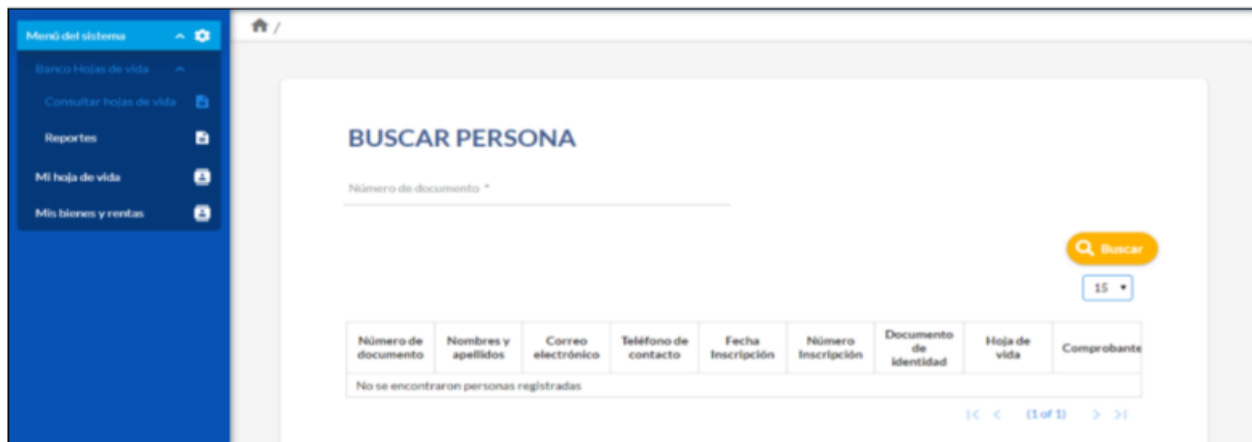 Menú del sistema
Banco Hojas de vida
Consultar hojas de vida
Reportes
Mi hoja de vida
Mis bienes y rentas
/
BUSCAR PERSONA
Número de documento *
Buscar
15
Número de documento
Nombres y apellidos
Correo electrónico
Teléfono de contacto
Fecha Inscripción
Número Inscripción
Documento de identidad
Hoja de vida
Comprobante
No se encontraron personas registradas
|< < (1 of 1) > >|